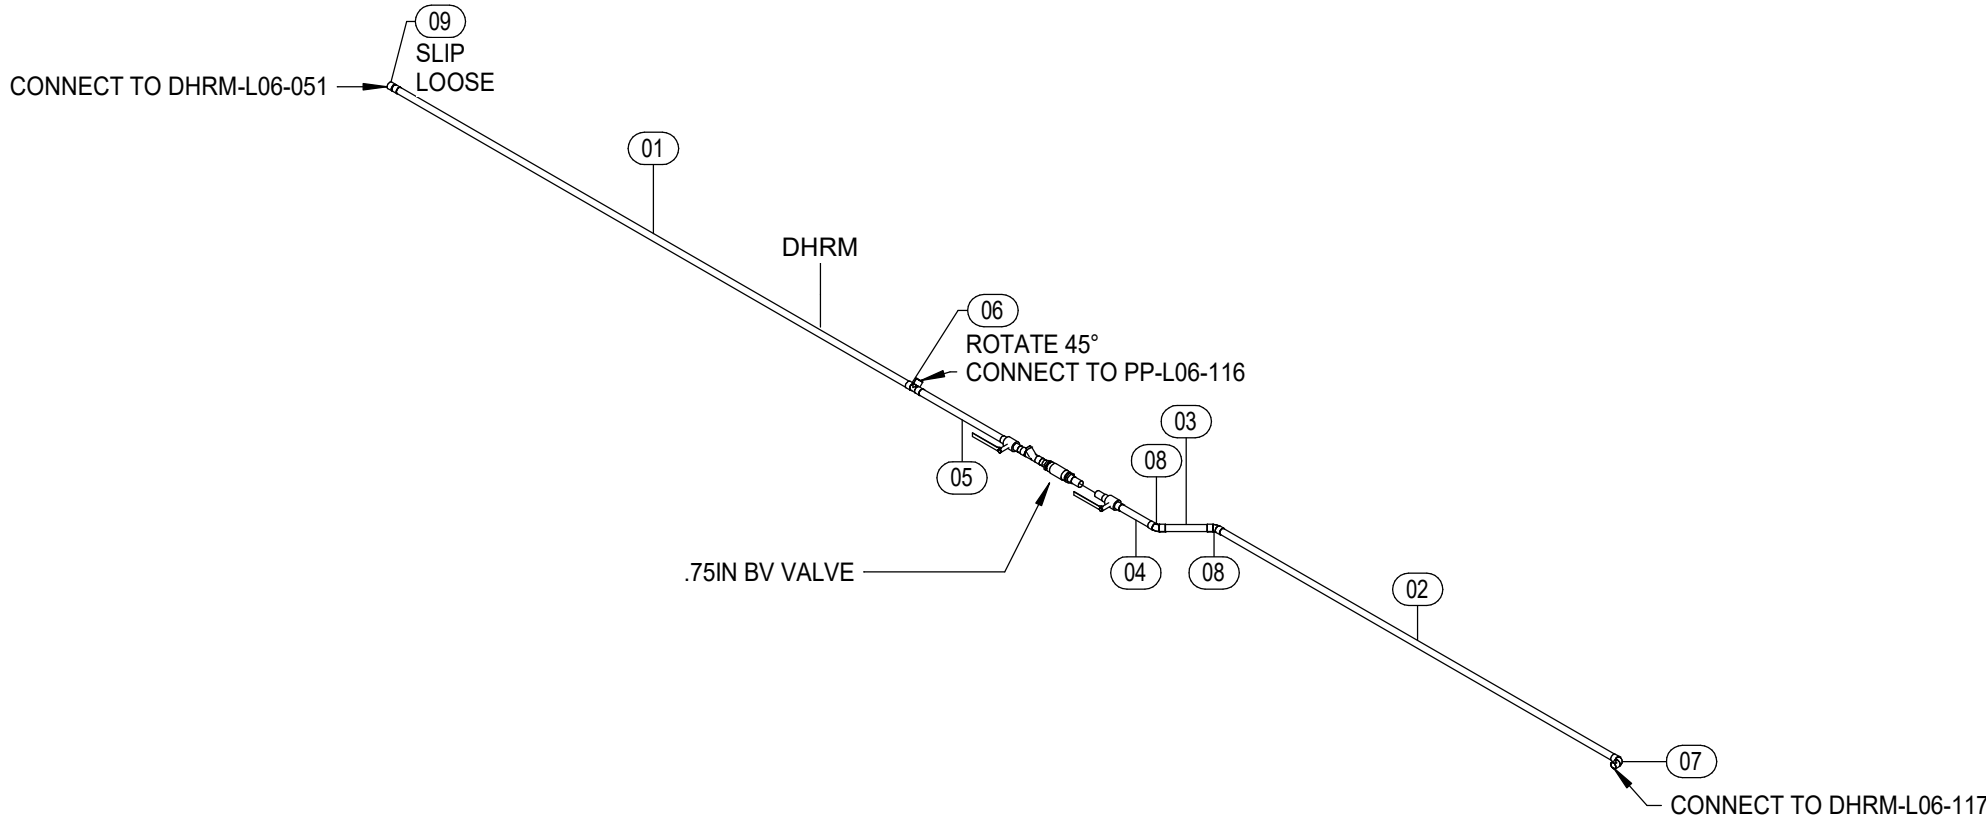 09
SLIP
LOOSE
CONNECT TO DHRM-L06-051
01
DHRM
06
ROTATE 45°
CONNECT TO PP-L06-116
03
08
05
.75IN BV VALVE
04
08
02
07
CONNECT TO DHRM-L06-117